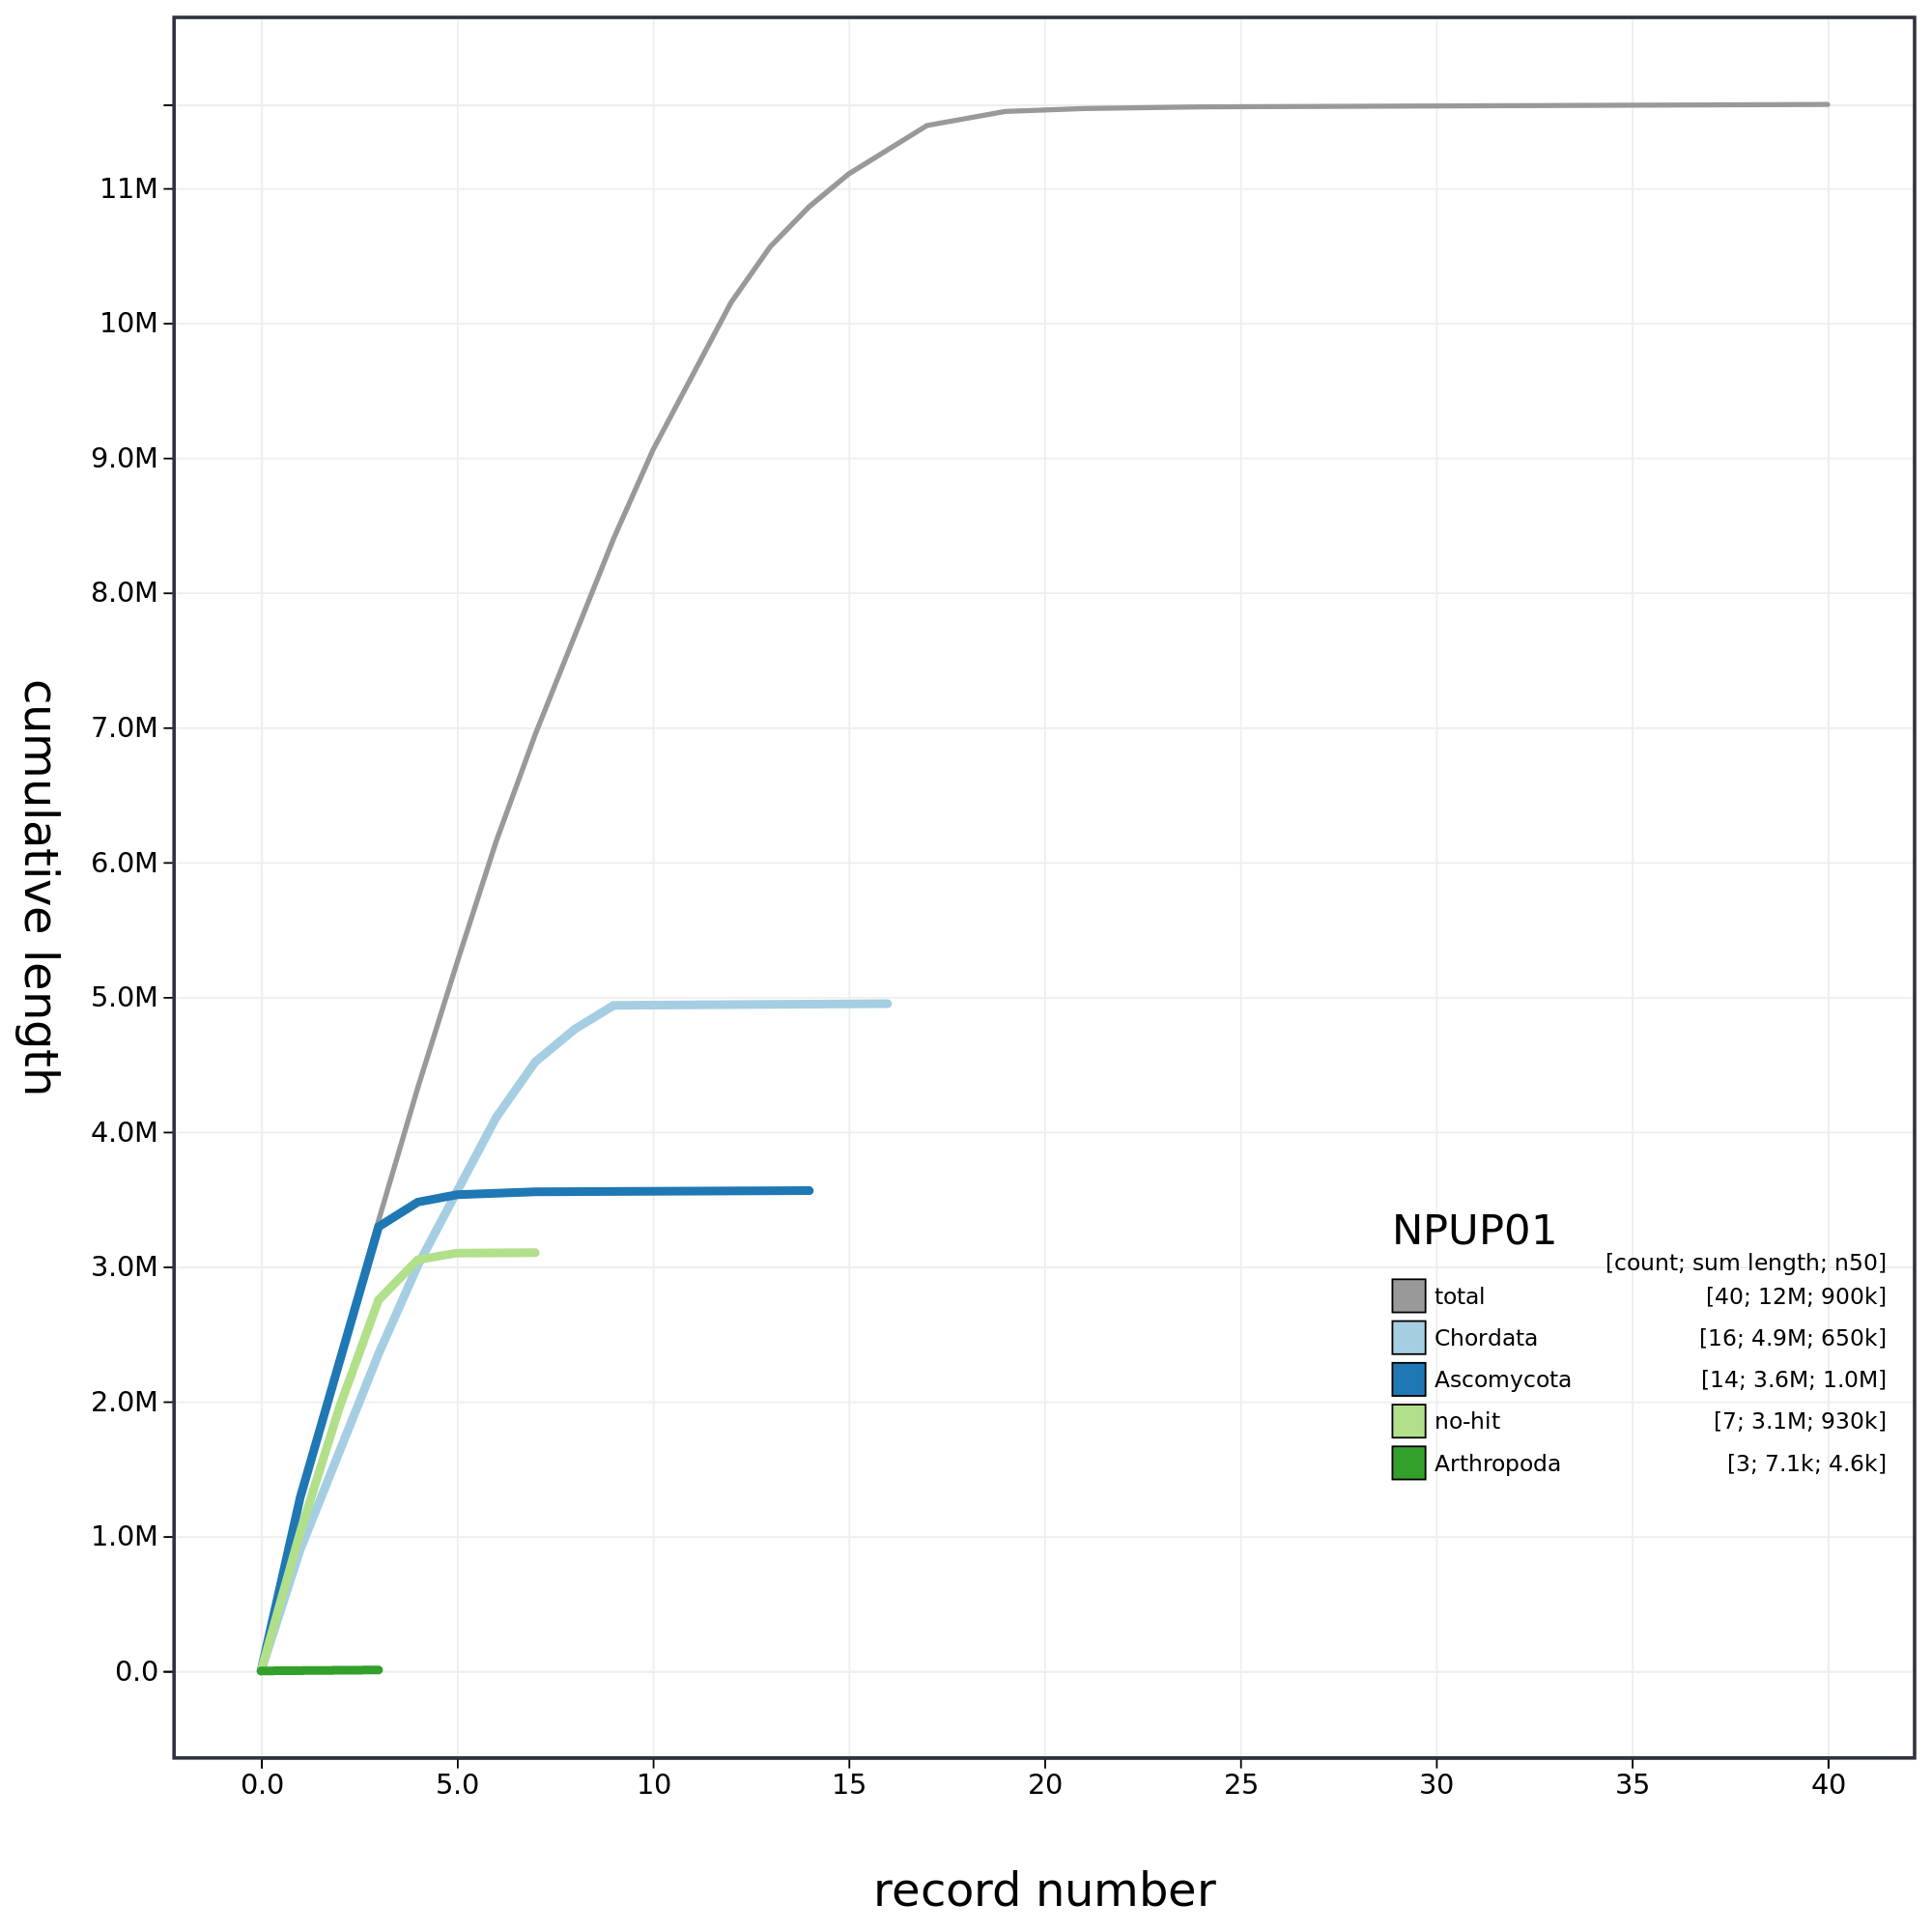 cumulative length
11M
10M
9.0M
8.0M
7.0M
6.0M
5.0M
4.0M
3.0M
2.0M
1.0M
0.0
NPUP01
[count; sum length; n50]
total [40; 12M; 900k]
Chordata [16; 4.9M; 650k]
Ascomycota [14; 3.6M; 1.0M]
no-hit [7; 3.1M; 930k]
Arthropoda [3; 7.1k; 4.6k]
0.0 5.0 10 15 20 25 30 35 40
record number